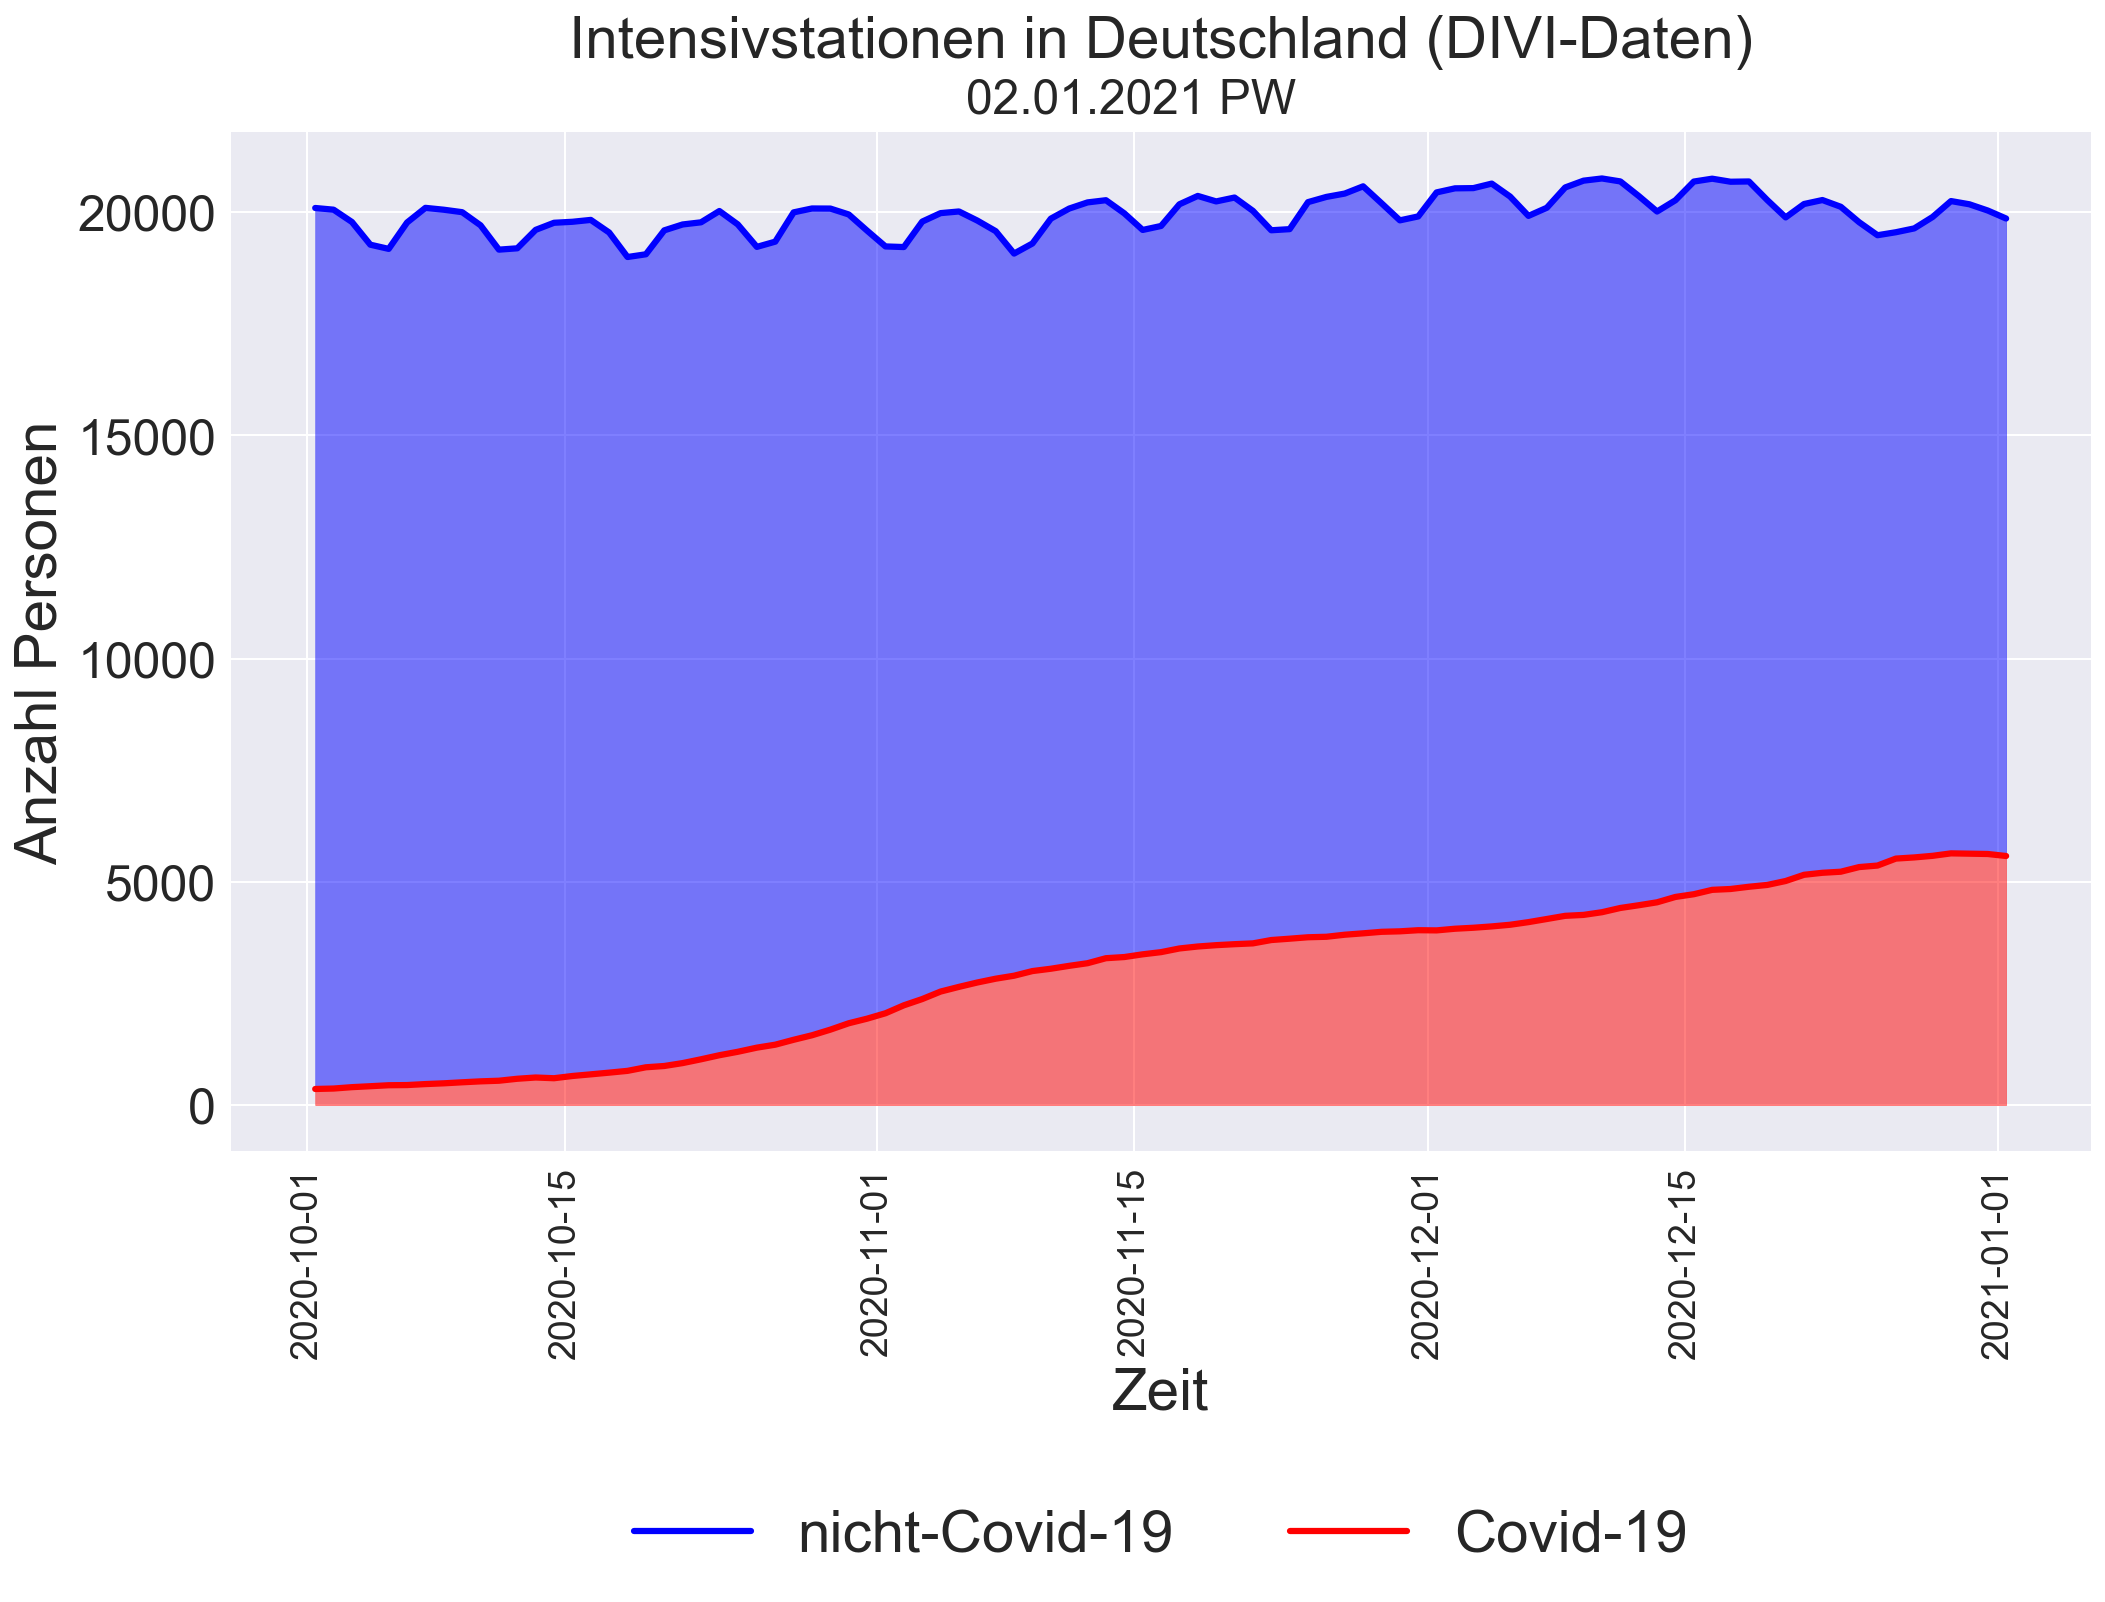 Intensivstationen in Deutschland (DIVI-Daten)
02.01.2021 PW
Anzahl Personen
20000
15000
10000
5000
0
2020-10-01
2020-10-15
2020-11-01
2020-11-15
2020-12-01
2020-12-15
2021-01-01
Zeit
nicht-Covid-19
Covid-19